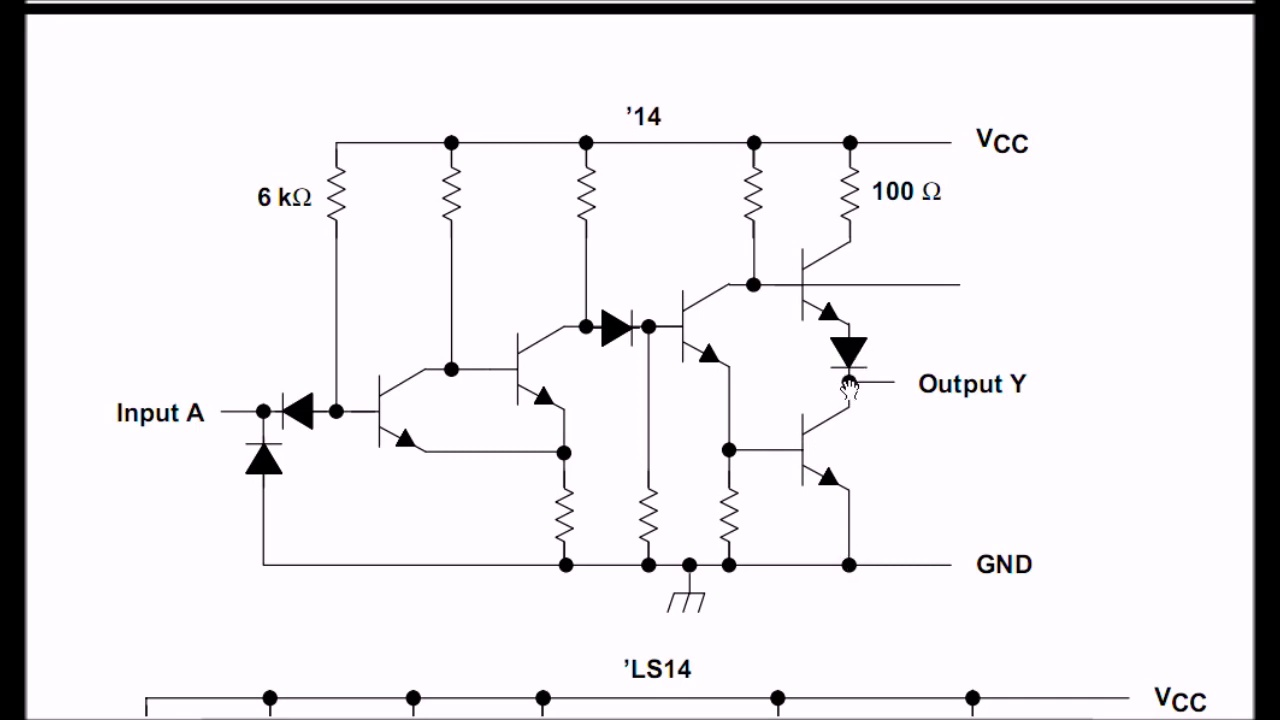 ’14
VCC
6 kΩ
100 Ω
Input A
Output Y
GND
’LS14
VCC